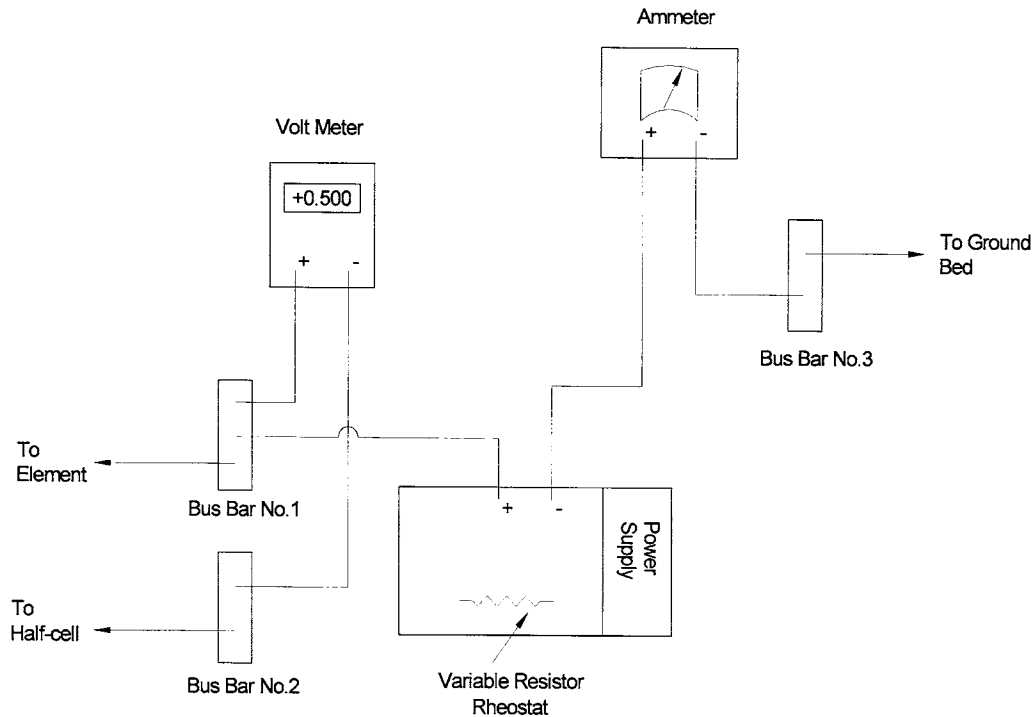 Ammeter
+ -
Volt Meter
+0.500
+ -
To Ground
Bed
Bus Bar No.3
To
Element
Bus Bar No.1
+ -
Power
Supply
To
Half-cell
Bus Bar No.2
Variable Resistor
Rheostat